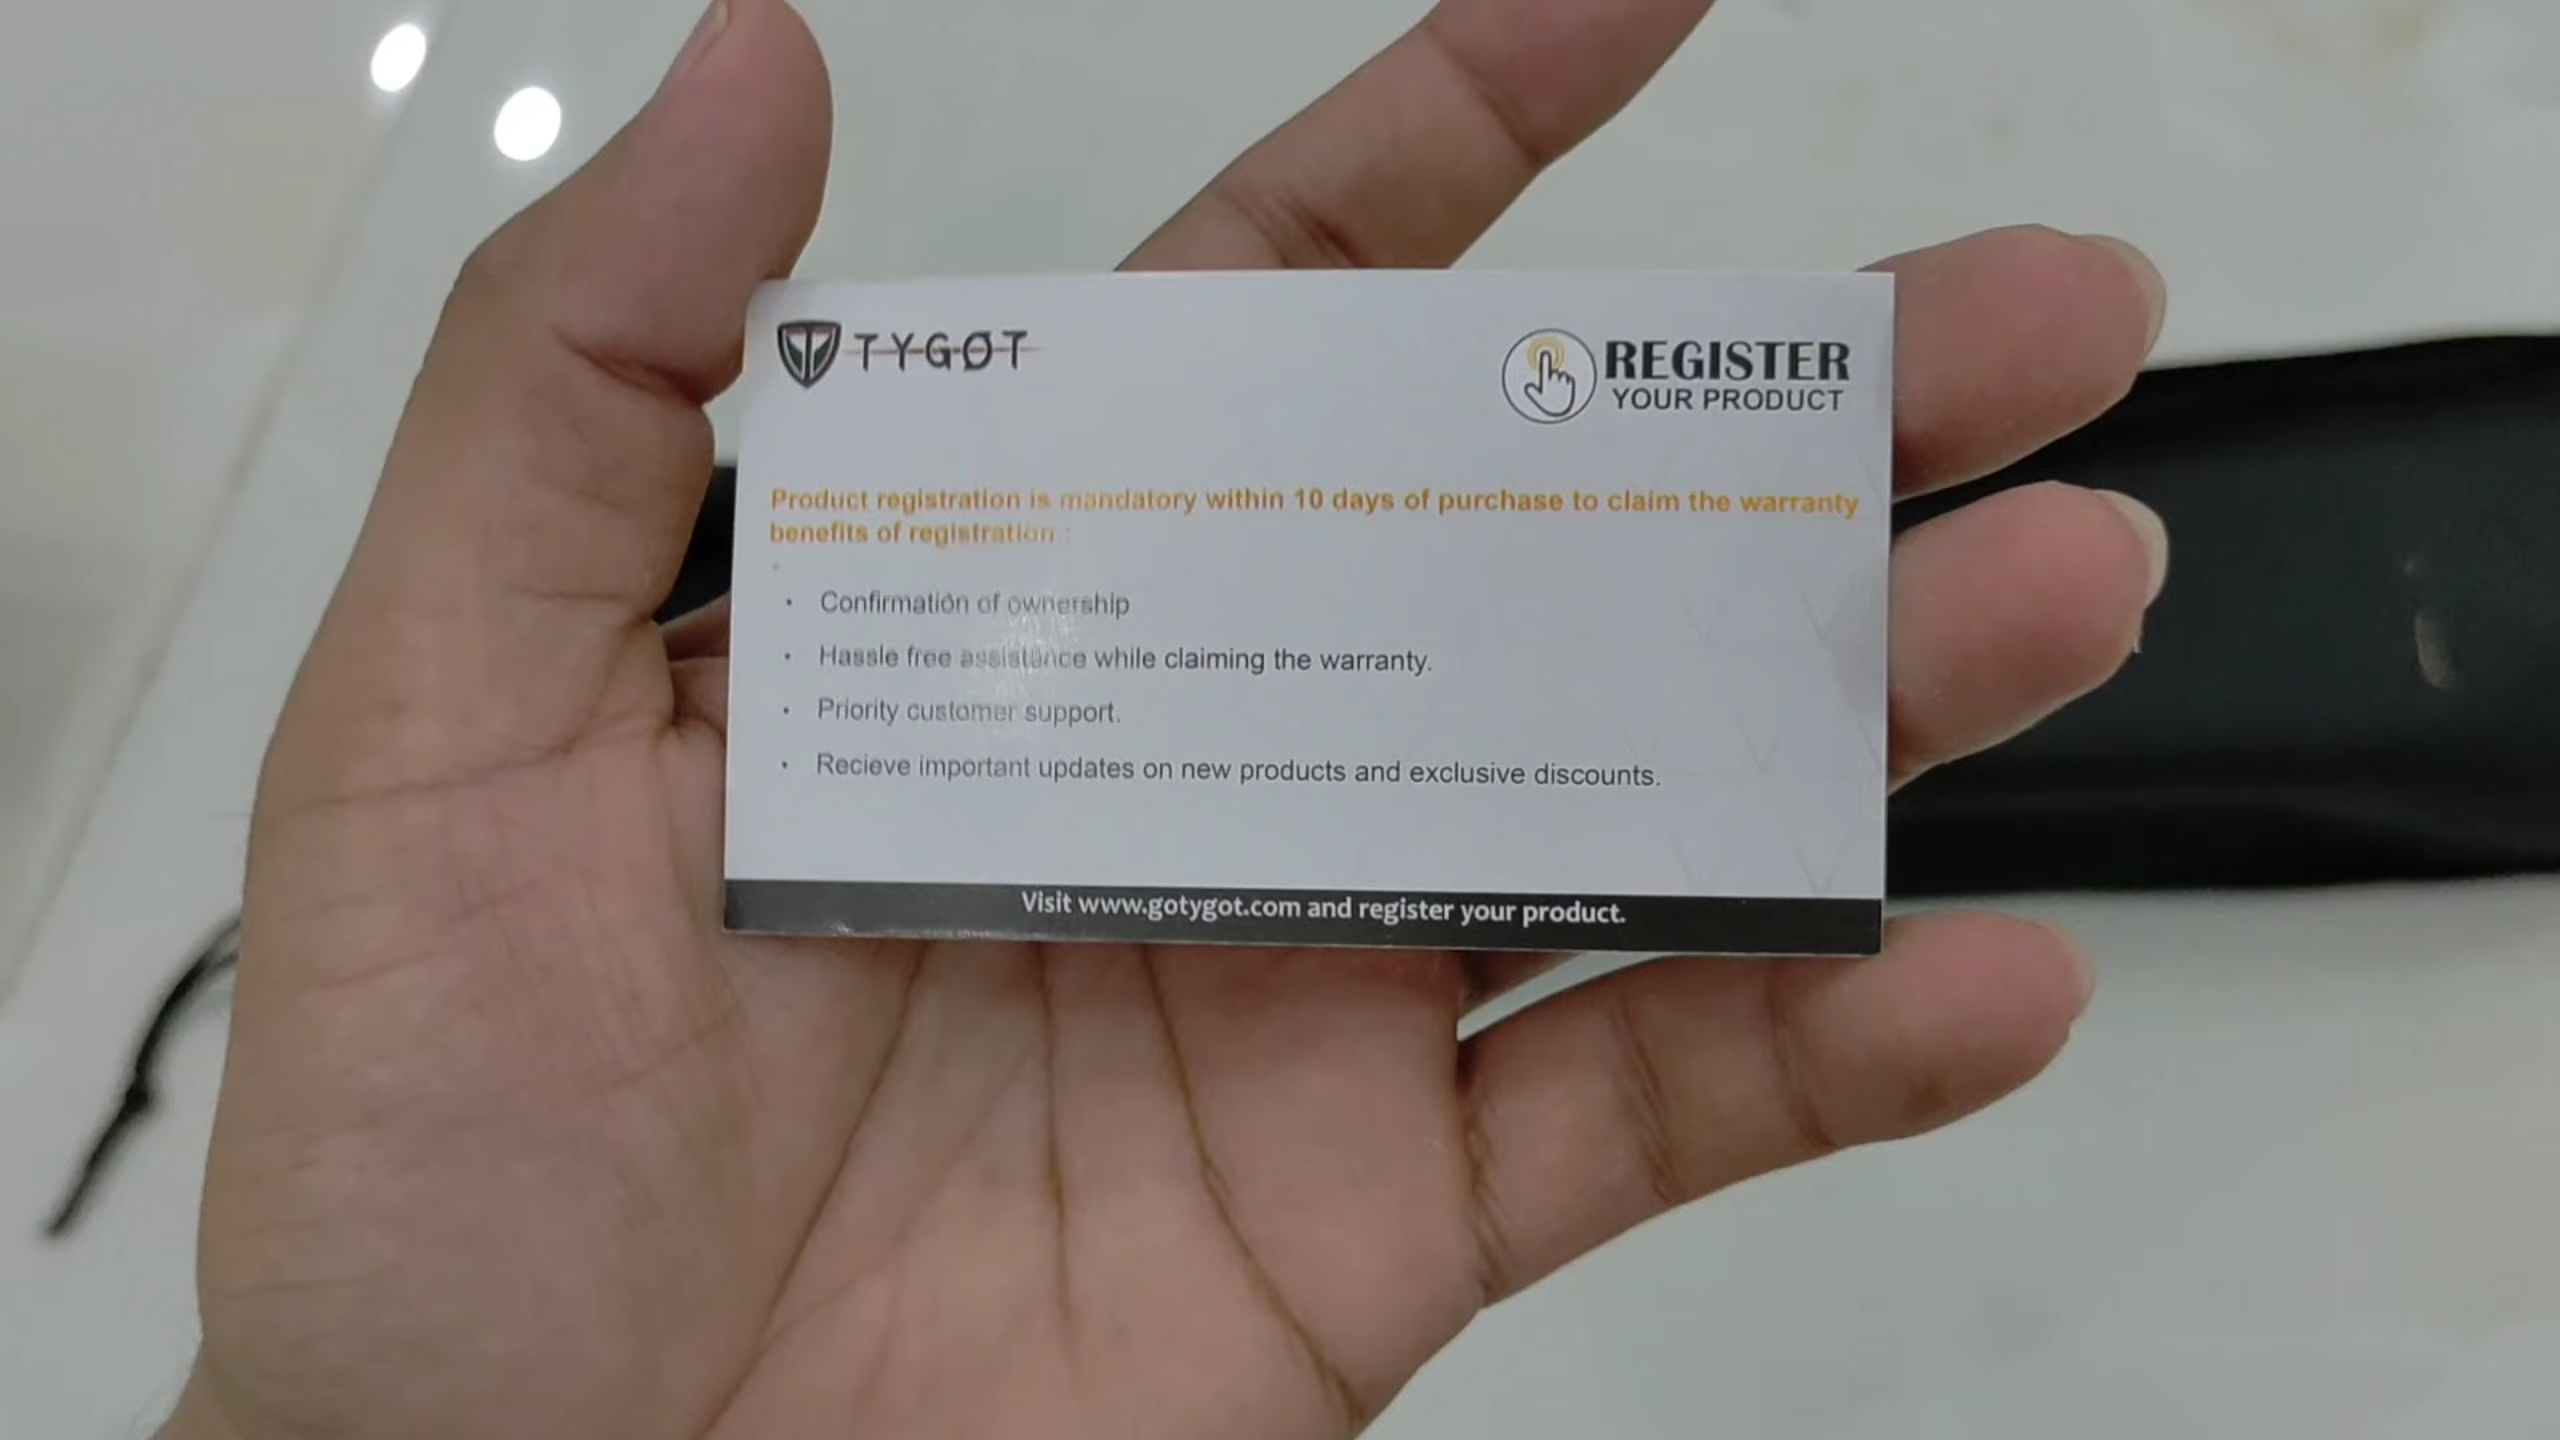 TYGOT
REGISTER
YOUR PRODUCT
Product registration is mandatory within 10 days of purchase to claim the warranty
benefits of registration :
• Confirmation of ownership
• Hassle free assistance while claiming the warranty.
• Priority customer support.
• Recieve important updates on new products and exclusive discounts.
Visit www.gotygot.com and register your product.